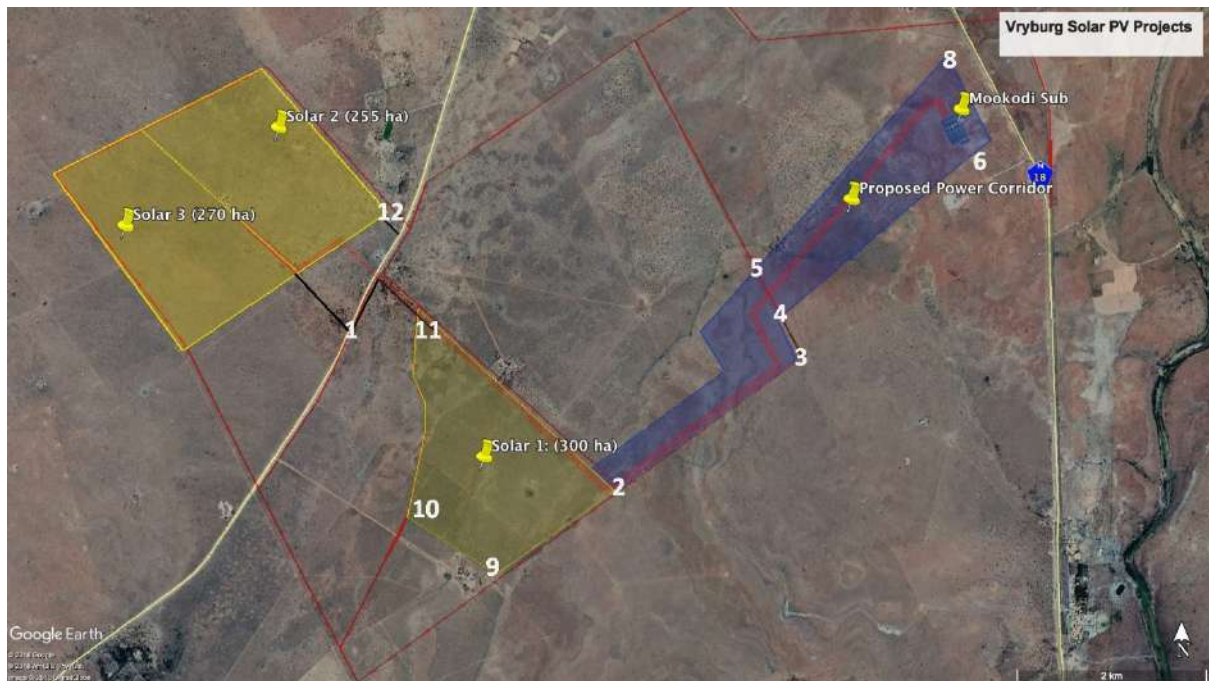 Vryburg Solar PV Projects
8
Mookodi Sub
Solar 2 (255 ha)
6
N
18
Proposed Power Corridor
Solar 3 (270 ha)
12
5
4
1
11
3
Solar 1: (300 ha)
2
10
9
Google Earth
N
2 km